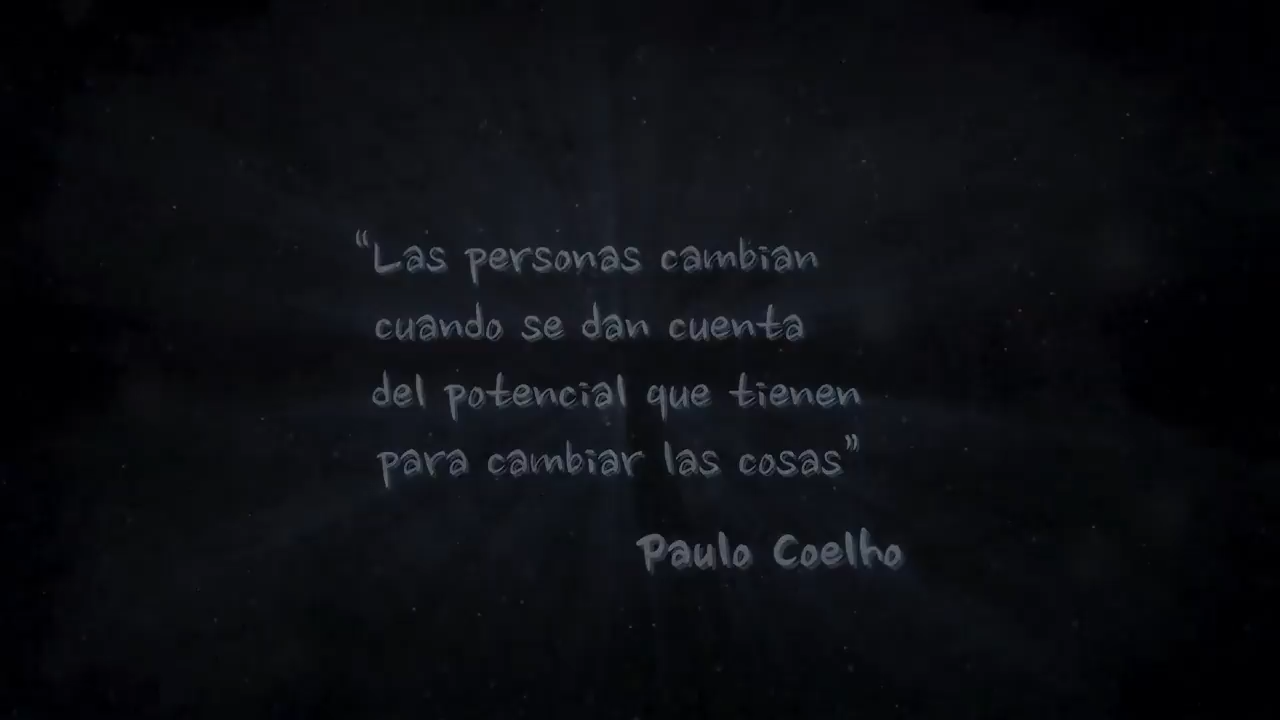 “Las personas cambian
cuando se dan cuenta
del potencial que tienen
para cambiar las cosas”
Paulo Coelho